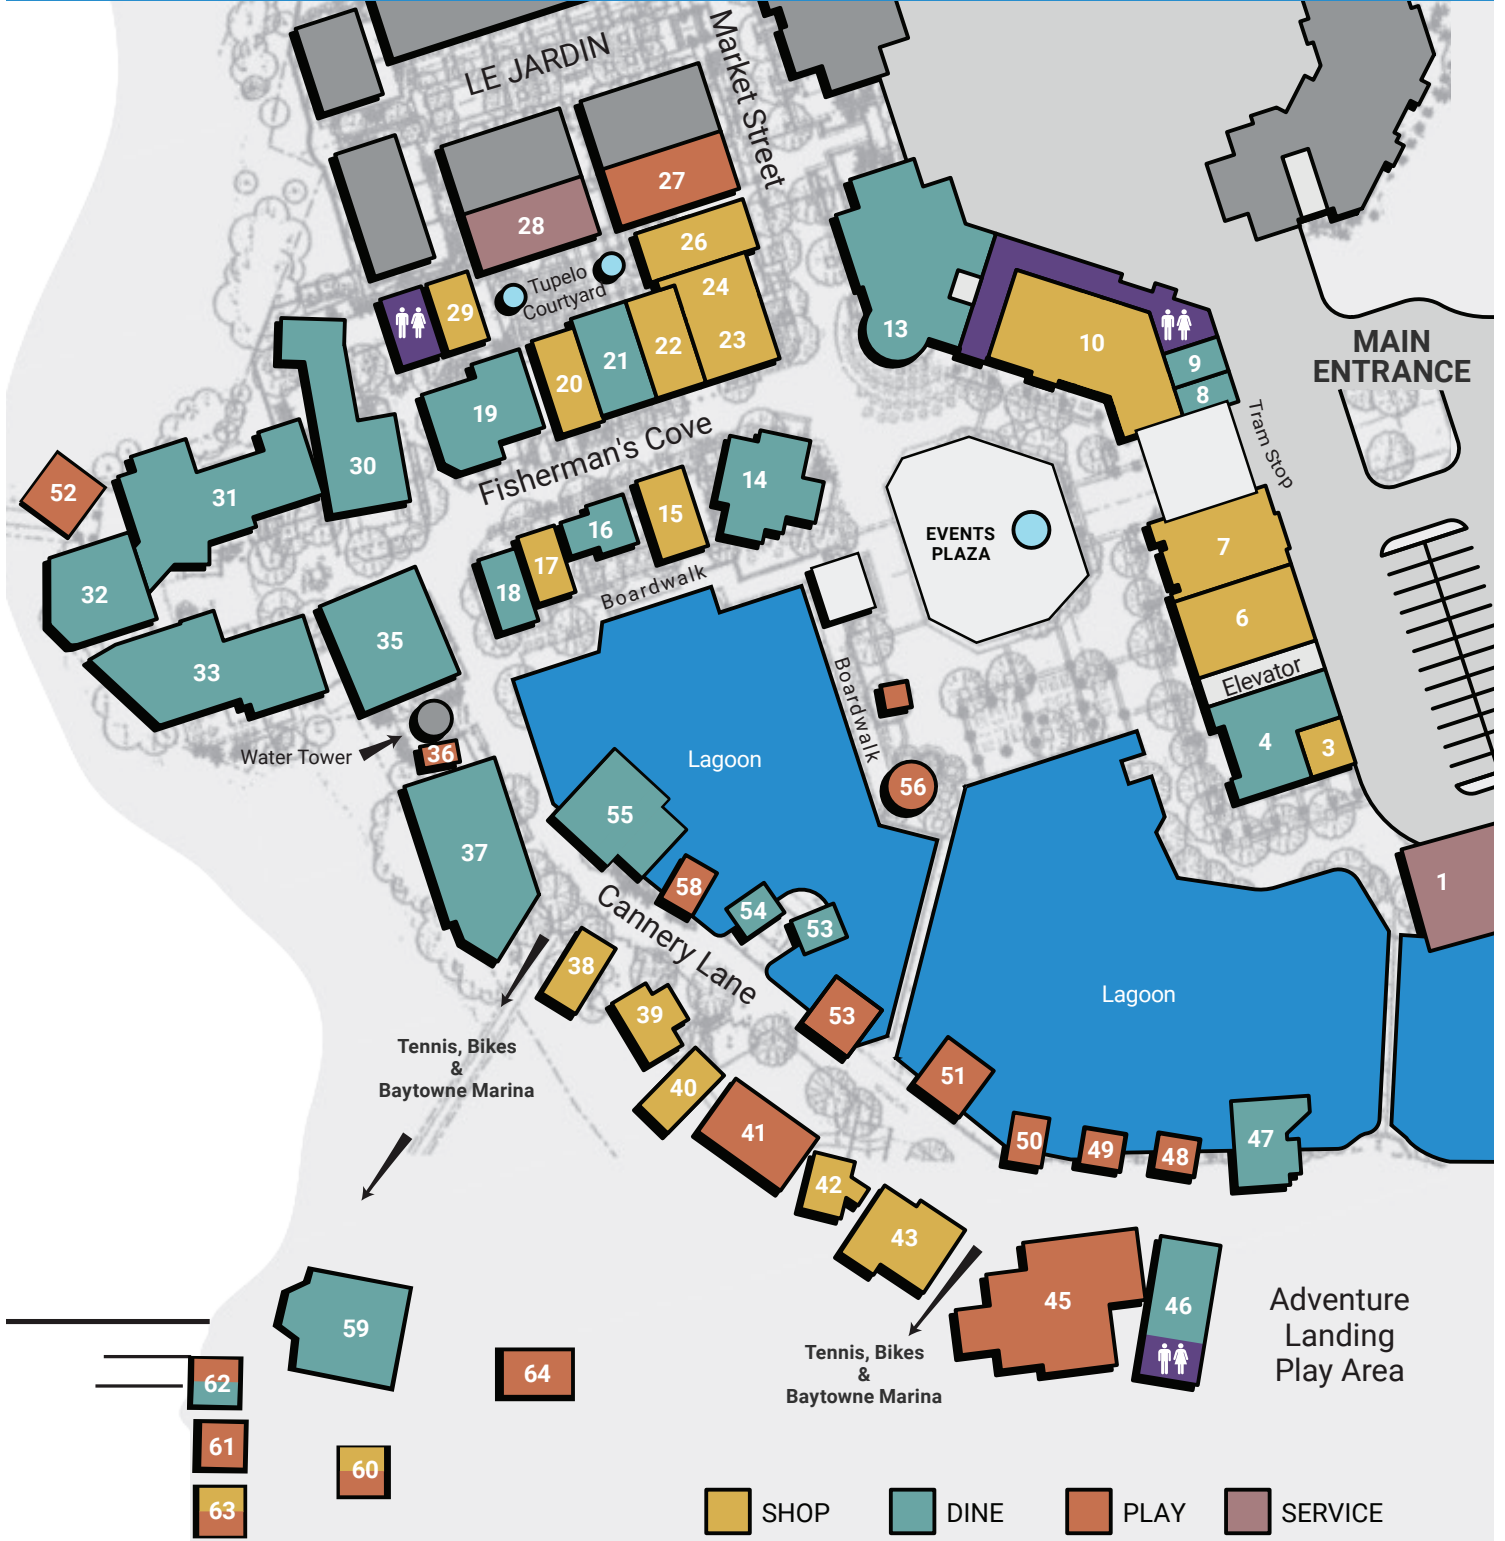 LE JARDIN
Market Street
27
28
26
Tupelo
Courtyard
24
29
13
10
9
8
MAIN
ENTRANCE
23
22
21
20
19
Tram Stop
Fisherman's Cove
30
31
52
14
15
16
17
18
Boardwalk
EVENTS
PLAZA
7
6
32
33
35
Elevator
4
3
Water Tower
36
Lagoon
Boardwalk
56
55
37
1
58
54
53
Cannery Lane
38
39
53
Lagoon
Tennis, Bikes
&
Baytowne Marina
40
41
51
50
49
48
47
42
43
45
46
Adventure
Landing
Play Area
Tennis, Bikes
&
Baytowne Marina
59
62
64
61
60
63
SHOP
DINE
PLAY
SERVICE